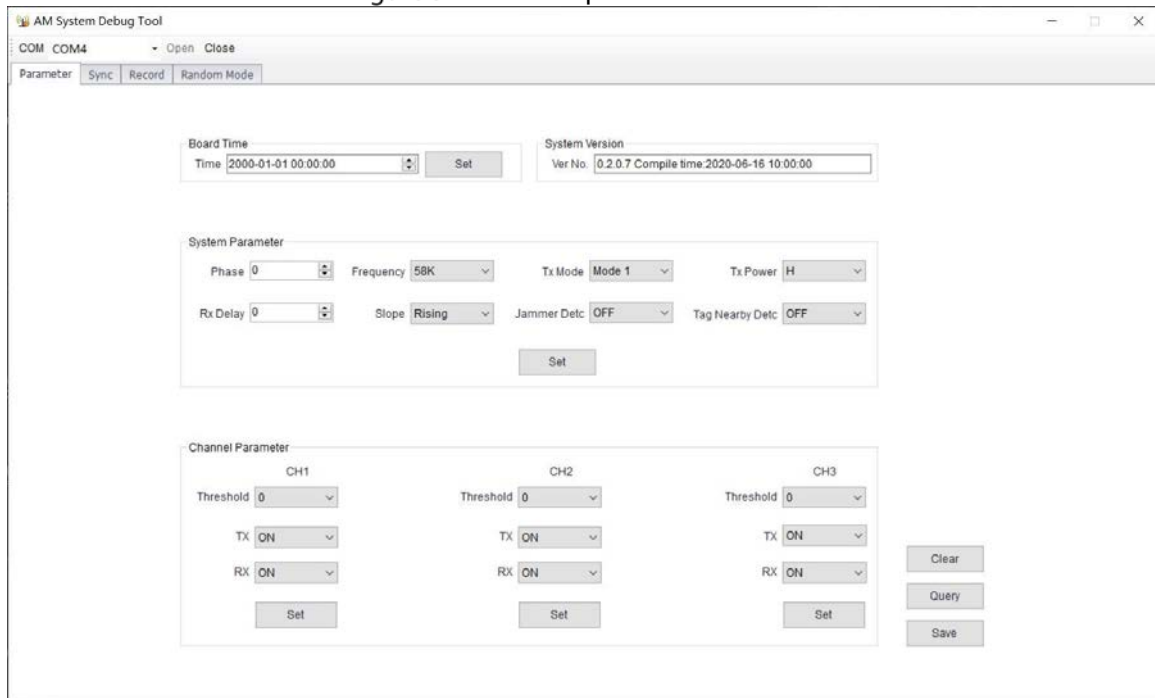 AM System Debug Tool
COM COM4 Open Close
Parameter Sync Record Random Mode
Board Time System Version
Time 2000-01-01 00:00:00 Set Ver No. 0.2.0.7 Compile time:2020-06-16 10:00:00
System Parameter
Phase 0 Frequency 58K Tx Mode Mode 1 Tx Power H
Rx Delay 0 Slope Rising Jammer Detc OFF Tag Nearby Detc OFF
Set
Channel Parameter
CH1 CH2 CH3
Threshold 0 Threshold 0 Threshold 0
TX ON TX ON TX ON
RX ON RX ON RX ON
Clear
Set Set Set
Query
Save